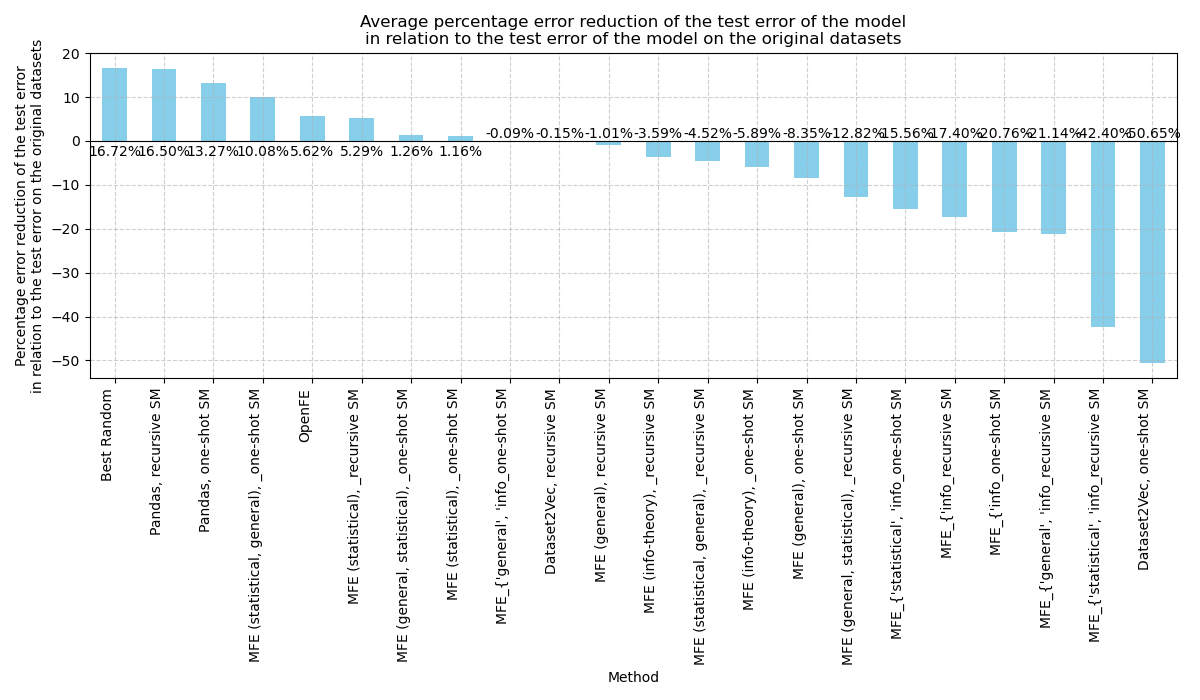 Average percentage error reduction of the test error of the model
in relation to the test error of the model on the original datasets
Percentage error reduction of the test error
in relation to the test error on the original datasets
20
10
0
−10
−20
−30
−40
−50
16.72%
16.50%
13.27%
10.08%
5.62%
5.29%
1.26%
1.16%
-0.09%
-0.15%
-1.01%
-3.59%
-4.52%
-5.89%
-8.35%
-12.82%
-15.56%
-17.40%
-20.76%
-21.14%
-42.40%
-50.65%
Best Random
Pandas, recursive SM
Pandas, one-shot SM
MFE (statistical, general), _one-shot SM
OpenFE
MFE (statistical), _recursive SM
MFE (general, statistical), _one-shot SM
MFE (statistical), _one-shot SM
MFE_{'general', 'info_one-shot SM
Dataset2Vec, recursive SM
MFE (general), recursive SM
MFE (info-theory), _recursive SM
MFE (statistical, general), _recursive SM
MFE (info-theory), _one-shot SM
MFE (general), one-shot SM
MFE (general, statistical), _recursive SM
MFE_{'statistical', 'info_one-shot SM
MFE_{'info_recursive SM
MFE_{'info_one-shot SM
MFE_{'general', 'info_recursive SM
MFE_{'statistical', 'info_recursive SM
Dataset2Vec, one-shot SM
Method